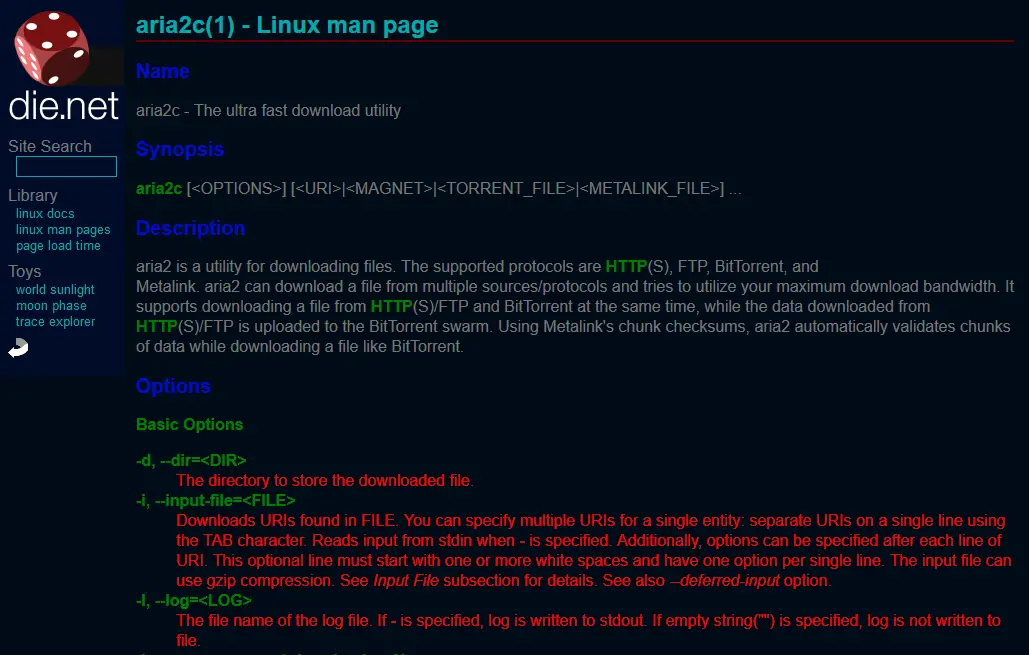 die.net
Site Search
Library
linux docs
linux man pages
page load time
Toys
world sunlight
moon phase
trace explorer
aria2c(1) - Linux man page
Name
aria2c - The ultra fast download utility
Synopsis
aria2c [<OPTIONS>] [<URI>|<MAGNET>|<TORRENT_FILE>|<METALINK_FILE>] ...
Description
aria2 is a utility for downloading files. The supported protocols are HTTP(S), FTP, BitTorrent, and
Metalink. aria2 can download a file from multiple sources/protocols and tries to utilize your maximum download bandwidth. It
supports downloading a file from HTTP(S)/FTP and BitTorrent at the same time, while the data downloaded from
HTTP(S)/FTP is uploaded to the BitTorrent swarm. Using Metalink's chunk checksums, aria2 automatically validates chunks
of data while downloading a file like BitTorrent.
Options
Basic Options
-d, --dir=<DIR>
The directory to store the downloaded file.
-i, --input-file=<FILE>
Downloads URIs found in FILE. You can specify multiple URIs for a single entity: separate URIs on a single line using
the TAB character. Reads input from stdin when - is specified. Additionally, options can be specified after each line of
URI. This optional line must start with one or more white spaces and have one option per single line. The input file can
use gzip compression. See Input File subsection for details. See also --deferred-input option.
-l, --log=<LOG>
The file name of the log file. If - is specified, log is written to stdout. If empty string("") is specified, log is not written to
file.